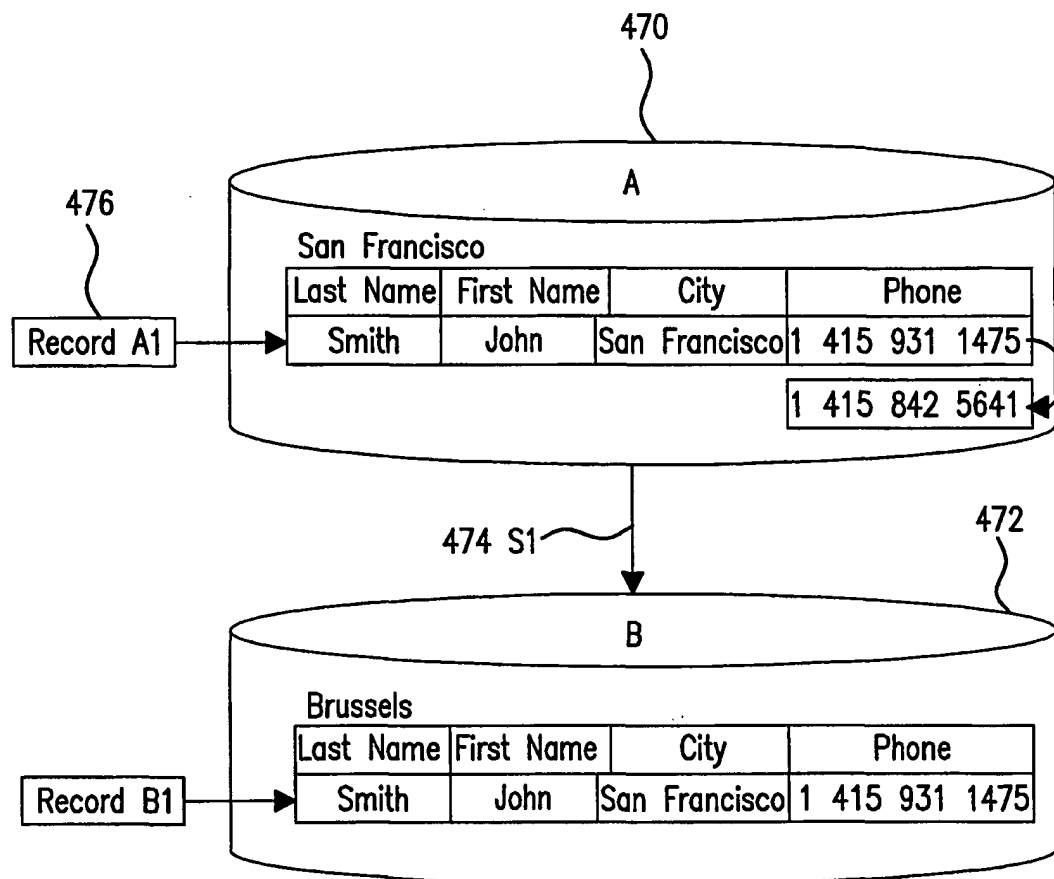 470
A
476
San Francisco
Last Name First Name City Phone
Record A1 Smith John San Francisco 1 415 931 1475
1 415 842 5641
474 S1
472
B
Brussels
Last Name First Name City Phone
Record B1 Smith John San Francisco 1 415 931 1475